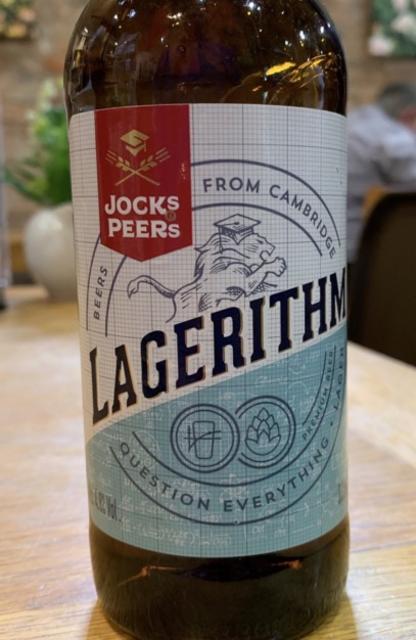 JOCKS
& PEERS
BEERS FROM CAMBRIDGE
LAGERITHM
PREMIUM BEER
QUESTION EVERYTHING • LAGER